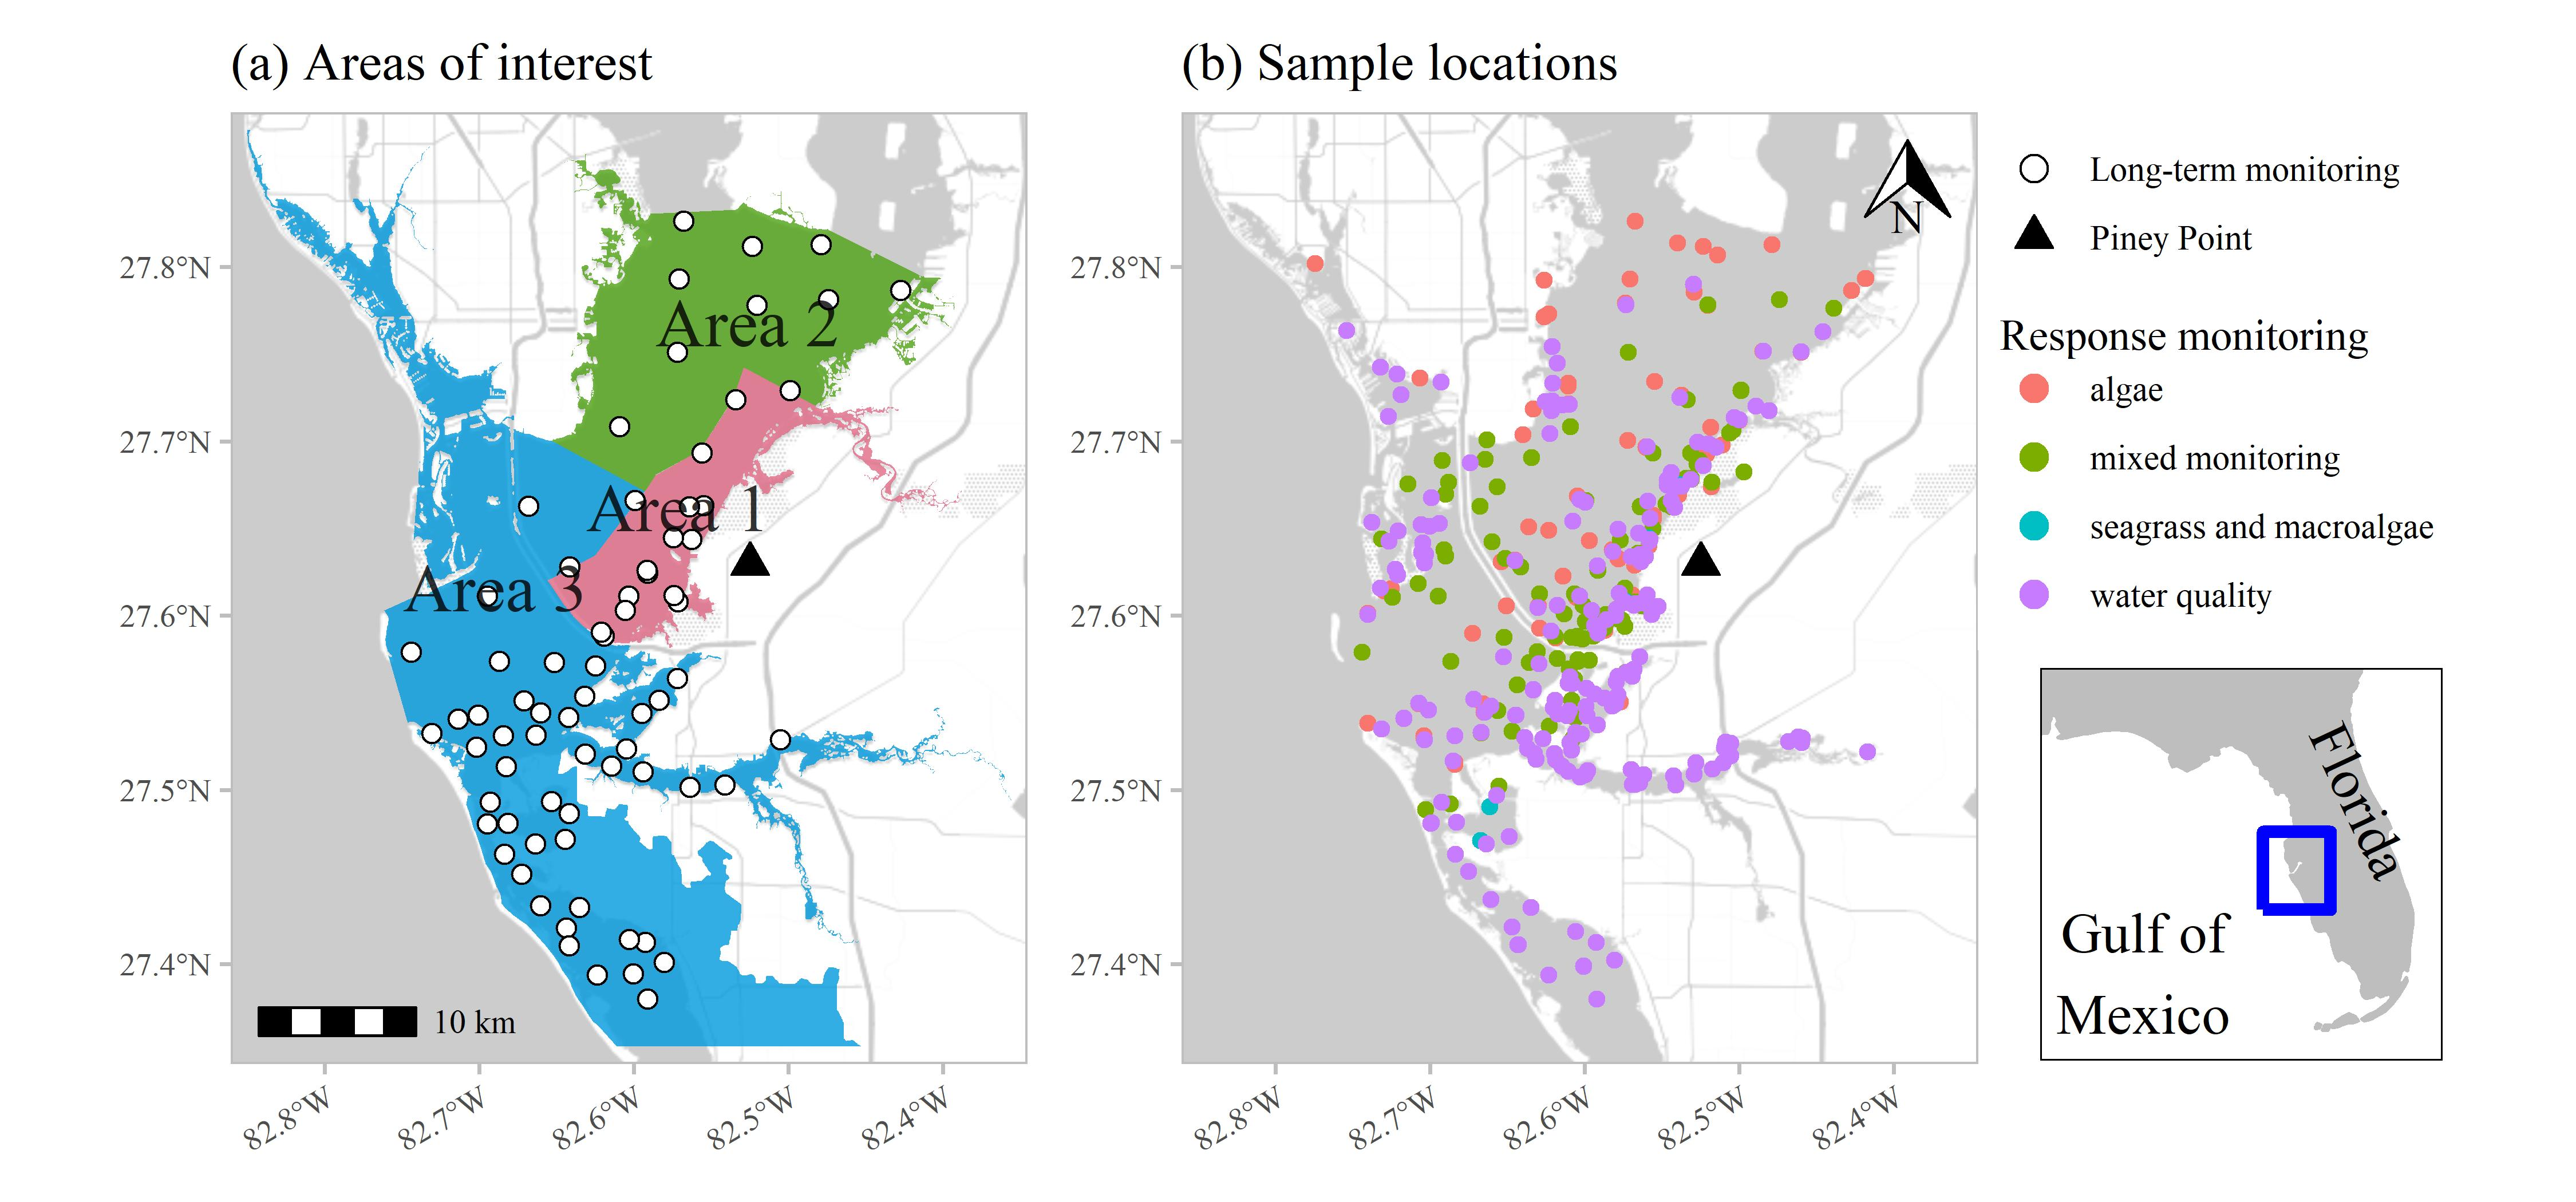 (a) Areas of interest
27.8°N
27.7°N
27.6°N
27.5°N
27.4°N
82.8°W
82.7°W
82.6°W
82.5°W
82.4°W
Area 2
Area 1
Area 3
10 km
(b) Sample locations
27.8°N
27.7°N
27.6°N
27.5°N
27.4°N
82.8°W
82.7°W
82.6°W
82.5°W
82.4°W
N
Long-term monitoring
Piney Point
Response monitoring
algae
mixed monitoring
seagrass and macroalgae
water quality
Florida
Gulf of
Mexico